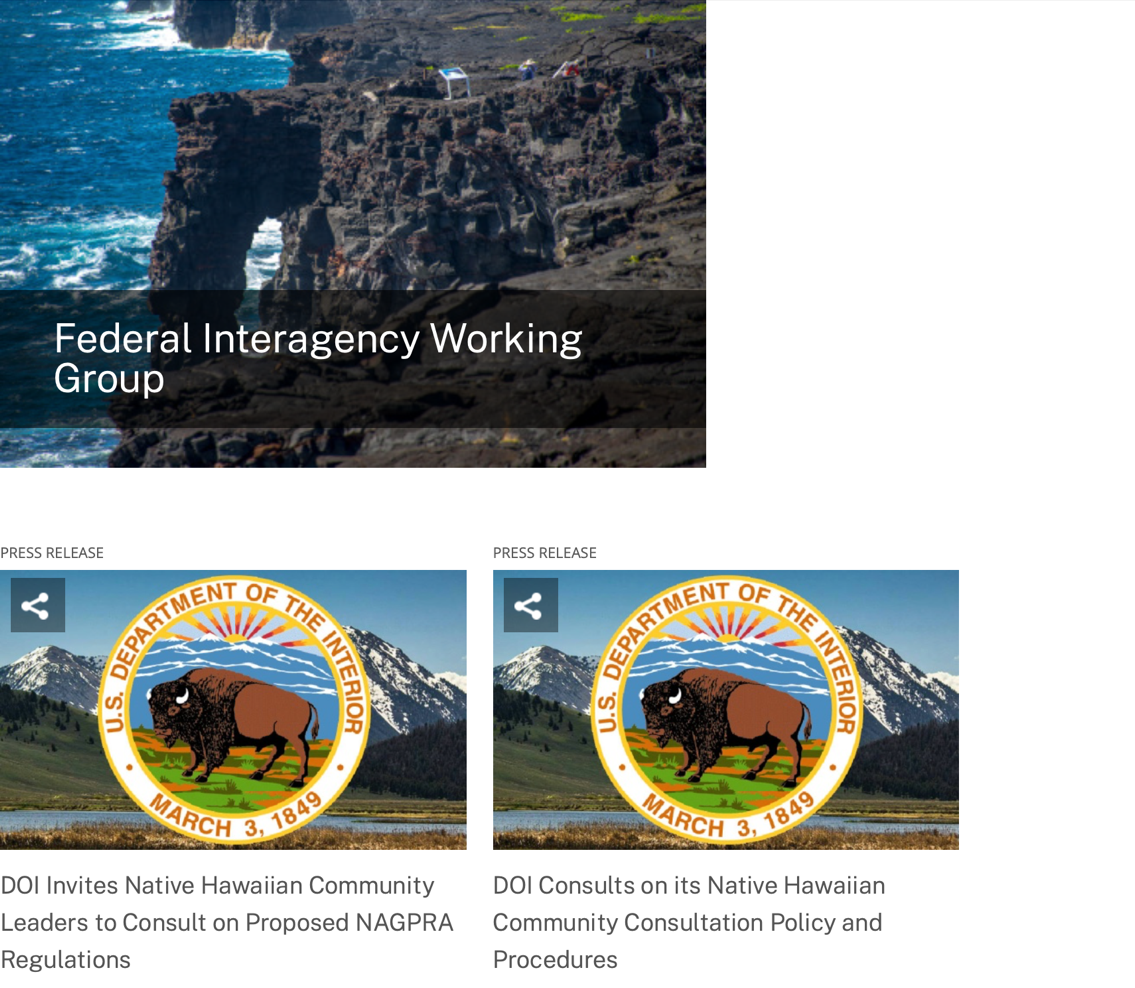 Federal Interagency Working
Group
PRESS RELEASE
U.S. DEPARTMENT OF THE INTERIOR
MARCH 3, 1849
DOI Invites Native Hawaiian Community
Leaders to Consult on Proposed NAGPRA
Regulations
PRESS RELEASE
U.S. DEPARTMENT OF THE INTERIOR
MARCH 3, 1849
DOI Consults on its Native Hawaiian
Community Consultation Policy and
Procedures